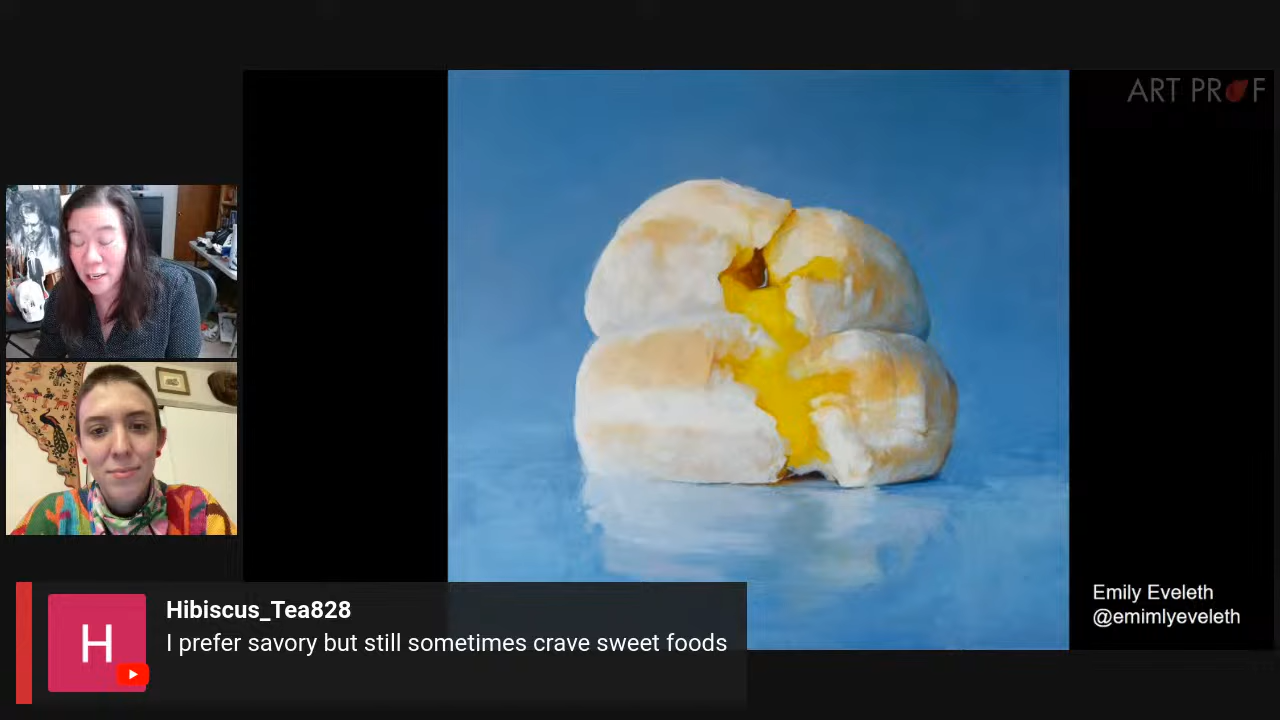 ART PROF
Emily Eveleth
@emimlyeveleth
H
Hibiscus_Tea828
I prefer savory but still sometimes crave sweet foods